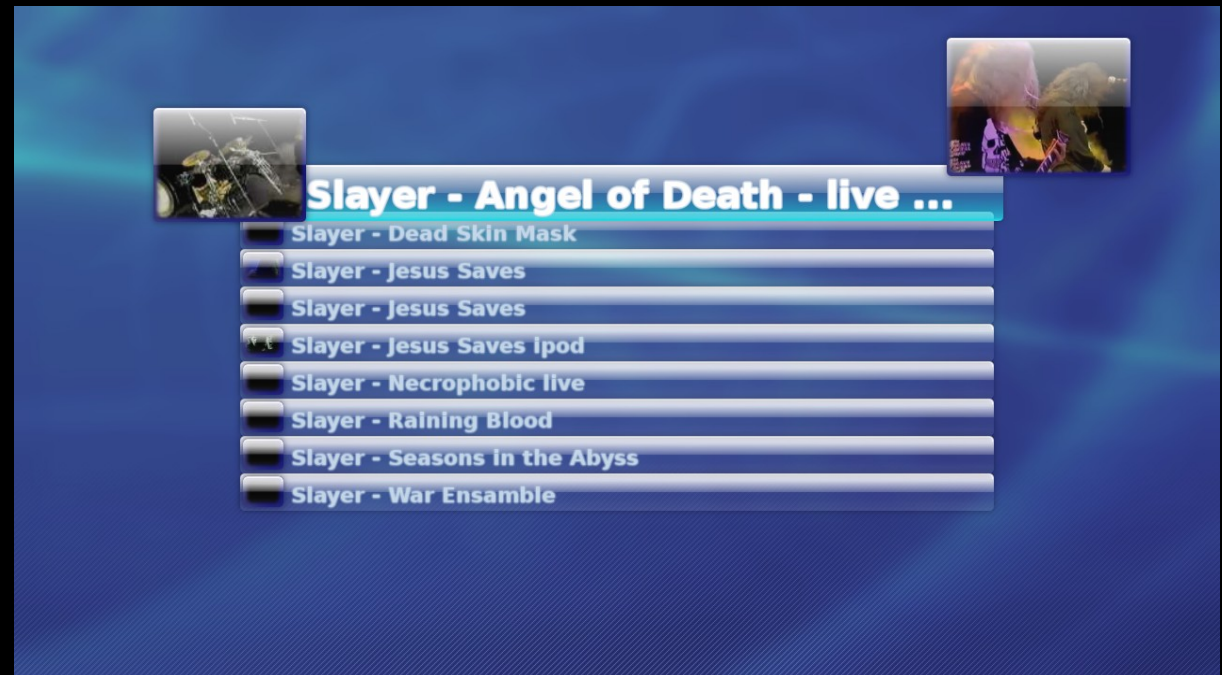 Slayer - Angel of Death - live ...
Slayer - Dead Skin Mask
Slayer - Jesus Saves
Slayer - Jesus Saves
Slayer - Jesus Saves ipod
Slayer - Necrophobic live
Slayer - Raining Blood
Slayer - Seasons in the Abyss
Slayer - War Ensamble